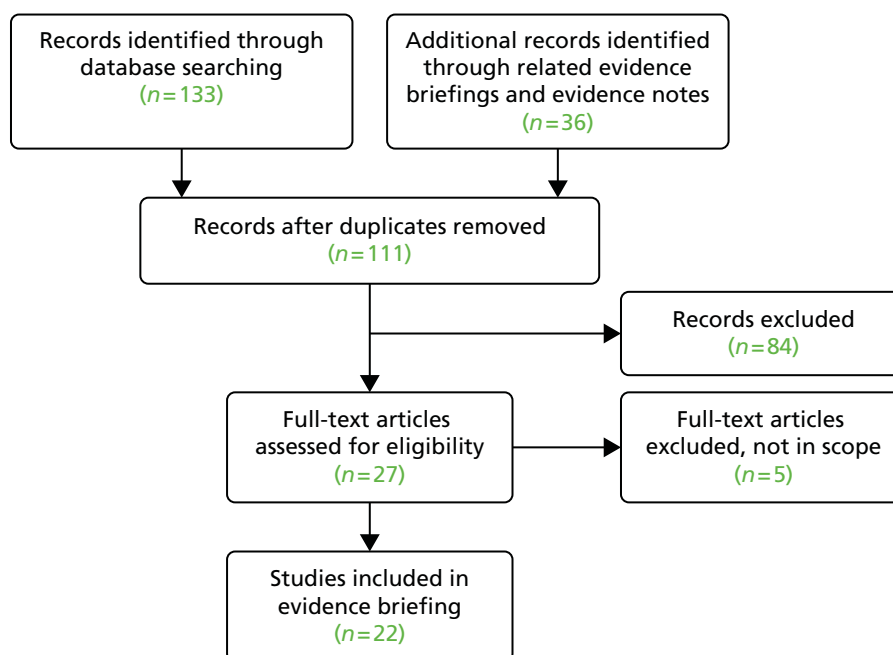 Records identified through
database searching
(n=133)
Additional records identified
through related evidence
briefings and evidence notes
(n=36)
Records after duplicates removed
(n=111)
Records excluded
(n=84)
Full-text articles
assessed for eligibility
(n=27)
Full-text articles
excluded, not in scope
(n=5)
Studies included in
evidence briefing
(n=22)